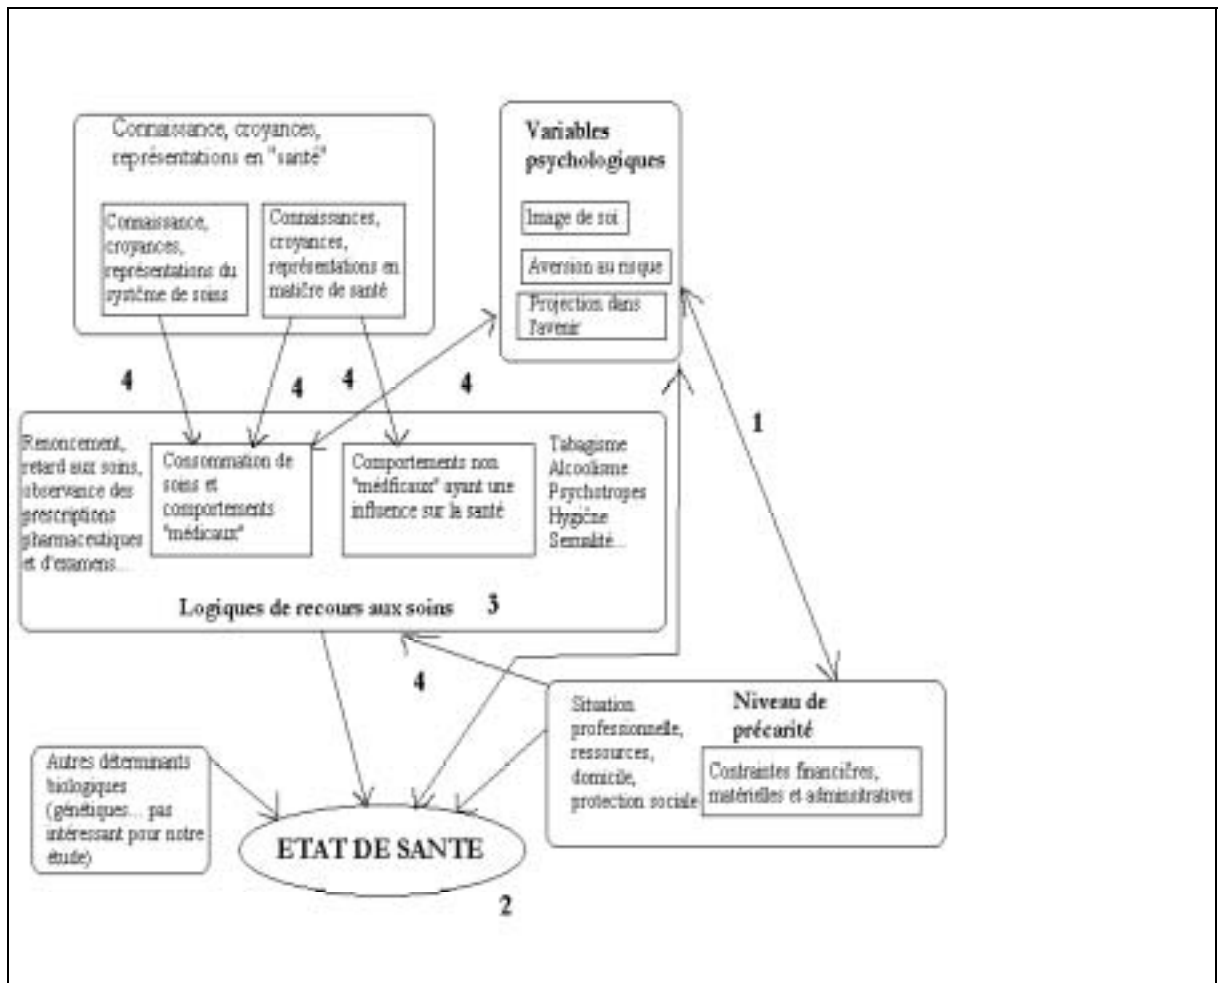 Connaissance, croyances,
représentations en "santé"
Connaissance,
croyances,
représentations du
système de soins
Connaissances,
croyances,
représentations en
matière de santé
Variables
psychologiques
Image de soi
Aversion au risque
Projection dans
l'avenir
4
4
4
4
1
Renoncement,
retard aux soins,
observance des
prescriptions
pharmaceutiques
et d'examens...
Consommation de
soins et
comportements
"médicaux"
Comportements non
"médficaux" ayant une
influence sur la santé
Tabagisme
Alcoolisme
Psychotropes
Hygiène
Sexualité...
Logiques de recours aux soins 3
4
Situation
professionnelle,
ressources,
domicile,
protection sociale
Niveau de
précarité
Contraintes financières,
matérielles et adminsitratives
Autres déterminants
biologiques
(génétiques... pas
intéressant pour notre
étude)
ETAT DE SANTE
2